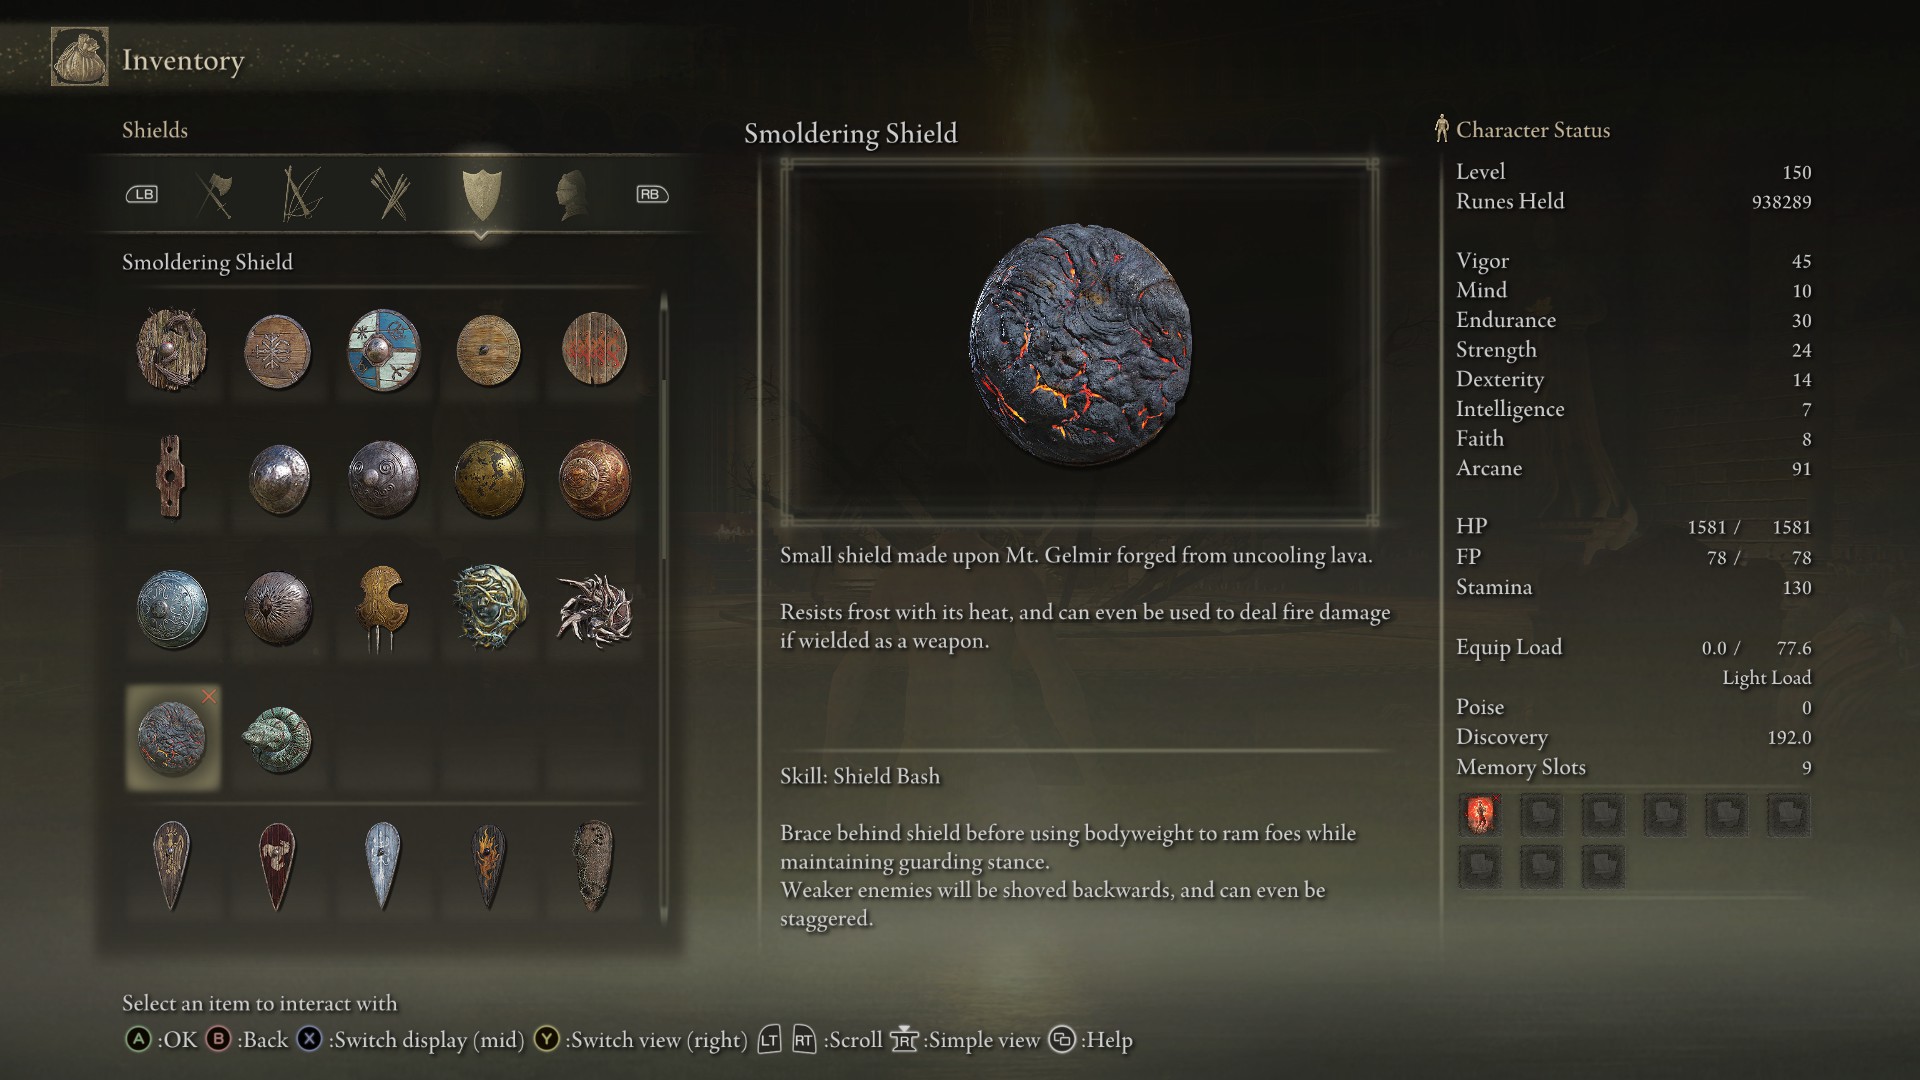 Inventory
Shields
LB
RB
Smoldering Shield
Smoldering Shield
Small shield made upon Mt. Gelmir forged from uncooling lava.
Resists frost with its heat, and can even be used to deal fire damage
if wielded as a weapon.
Skill: Shield Bash
Brace behind shield before using bodyweight to ram foes while
maintaining guarding stance.
Weaker enemies will be shoved backwards, and can even be
staggered.
Character Status
Level 150
Runes Held 938289
Vigor 45
Mind 10
Endurance 30
Strength 24
Dexterity 14
Intelligence 7
Faith 8
Arcane 91
HP 1581 / 1581
FP 78 / 78
Stamina 130
Equip Load 0.0 / 77.6
Light Load
Poise 0
Discovery 192.0
Memory Slots 9
Select an item to interact with
A :OK B :Back X :Switch display (mid) Y :Switch view (right) LT RT :Scroll R :Simple view :Help